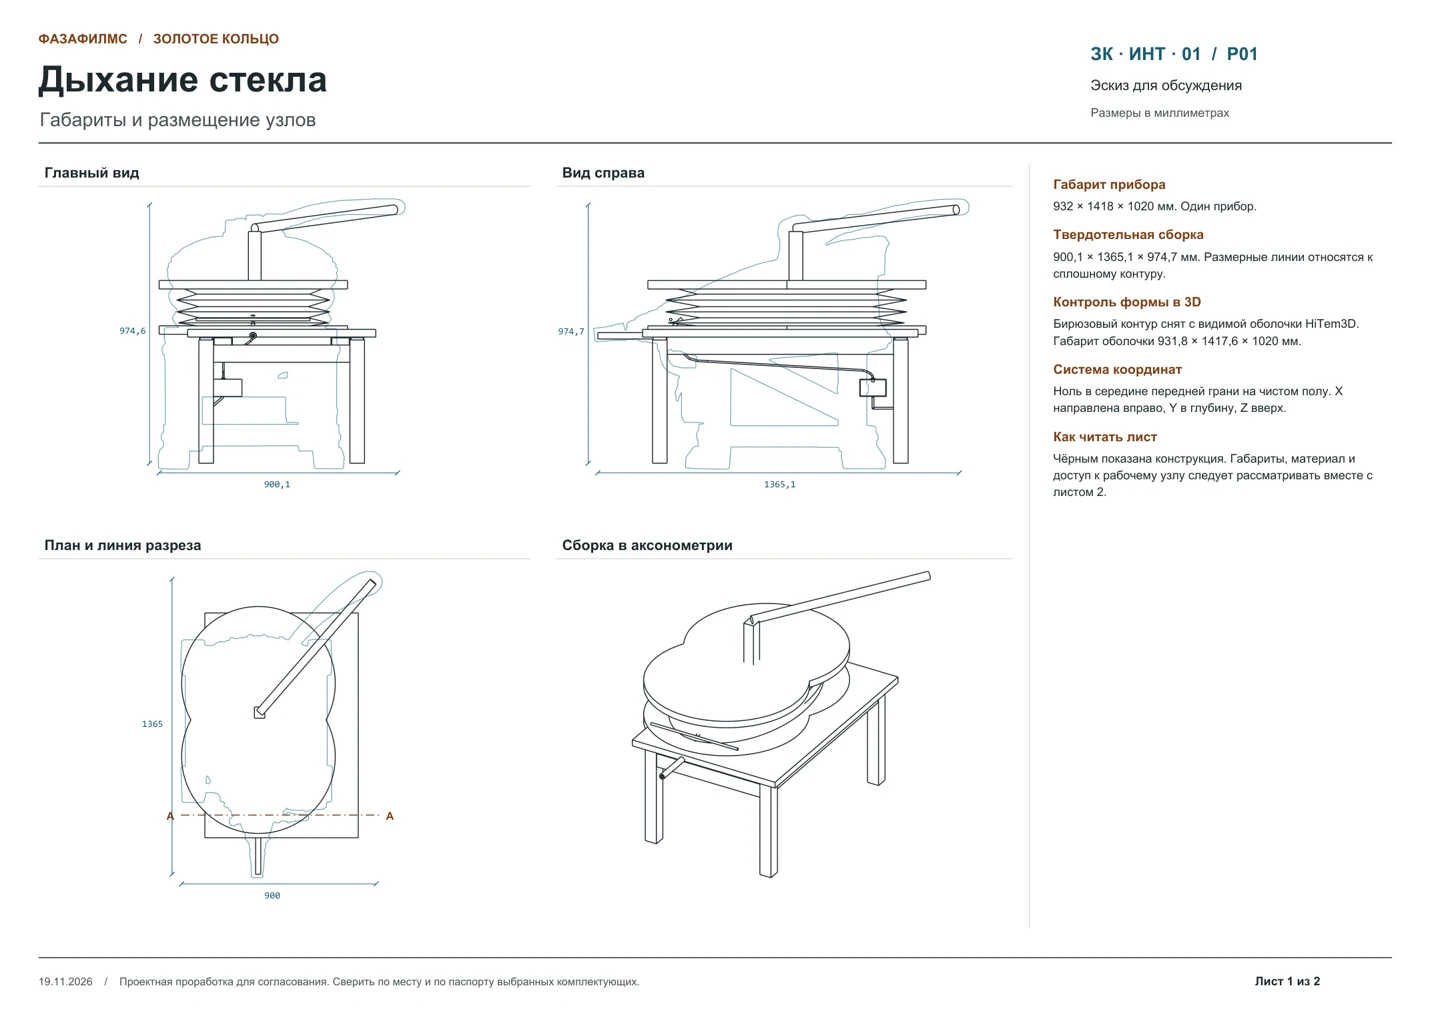 ФАЗАФИЛМС / ЗОЛОТОЕ КОЛЬЦО
Дыхание стекла
Габариты и размещение узлов
ЗК · ИНТ · 01 / P01
Эскиз для обсуждения
Размеры в миллиметрах
Главный вид
974,6
900,1
Вид справа
974,7
1365,1
План и линия разреза
1365
A
A
900
Сборка в аксонометрии
Габарит прибора
932 × 1418 × 1020 мм. Один прибор.
Твердотельная сборка
900,1 × 1365,1 × 974,7 мм. Размерные линии относятся к
сплошному контуру.
Контроль формы в 3D
Бирюзовый контур снят с видимой оболочки HiTem3D.
Габарит оболочки 931,8 × 1417,6 × 1020 мм.
Система координат
Ноль в середине передней грани на чистом полу. X
направлена вправо, Y в глубину, Z вверх.
Как читать лист
Чёрным показана конструкция. Габариты, материал и
доступ к рабочему узлу следует рассматривать вместе с
листом 2.
19.11.2026 / Проектная проработка для согласования. Сверить по месту и по паспорту выбранных комплектующих.
Лист 1 из 2